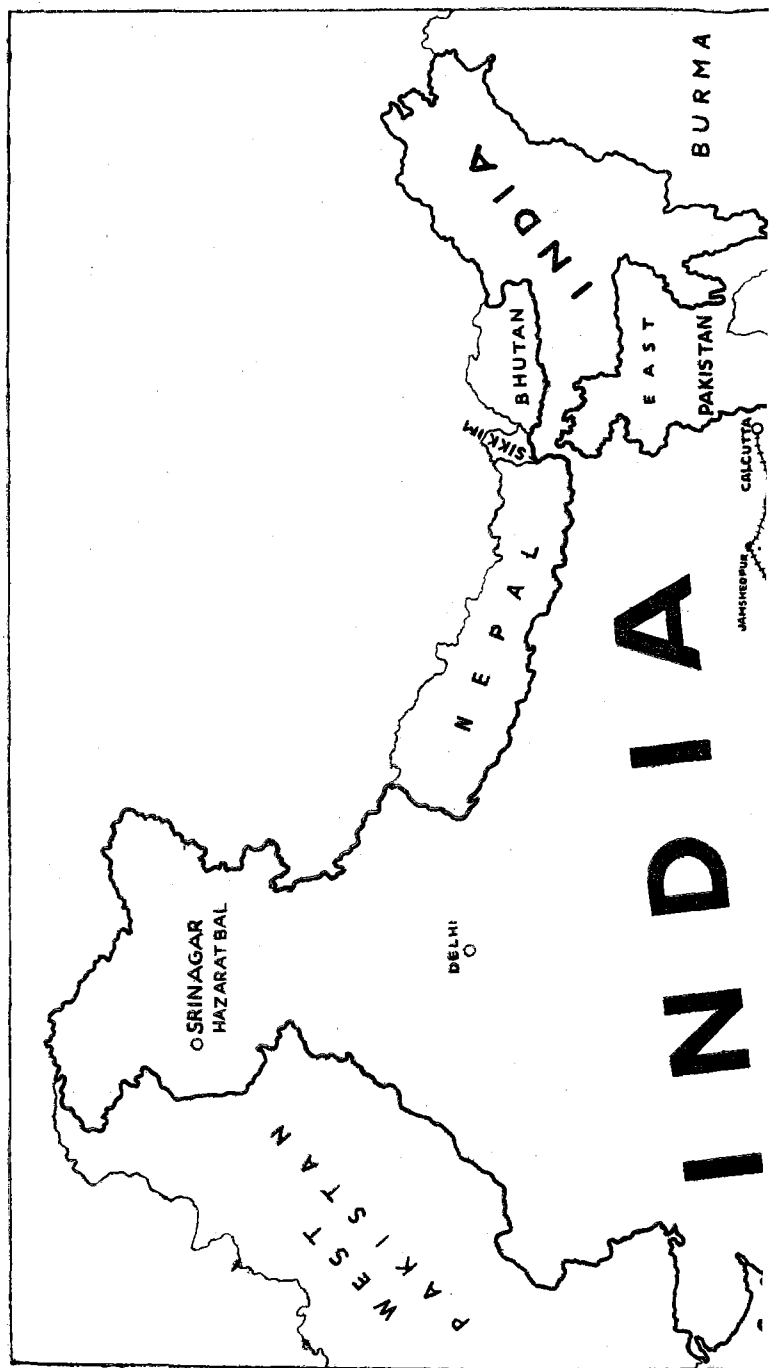 SRINAGAR
HAZARATBAL
WEST
PAKISTAN
DELHI
NEPAL
SIKKIM
BHUTAN
INDIA
BURMA
EAST
PAKISTAN
INDIA
JAMSHEDPUR
CALCUTTA